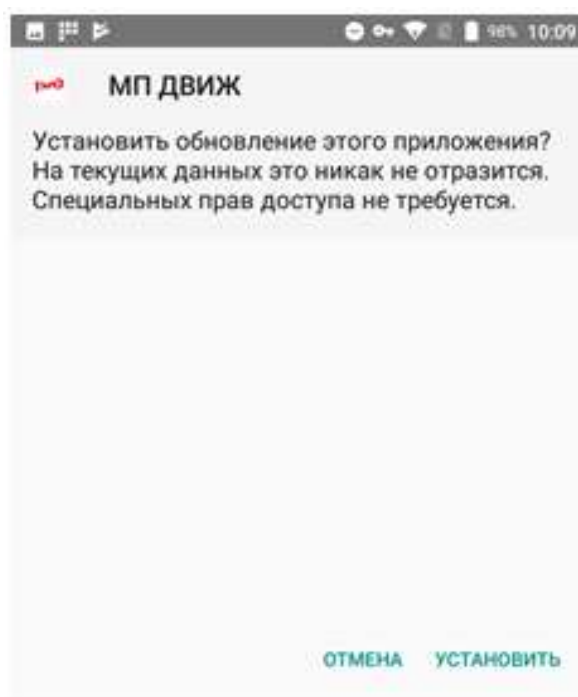 98% 10:09
МП ДВИЖ
Установить обновление этого приложения?
На текущих данных это никак не отразится.
Специальных прав доступа не требуется.
ОТМЕНА УСТАНОВИТЬ